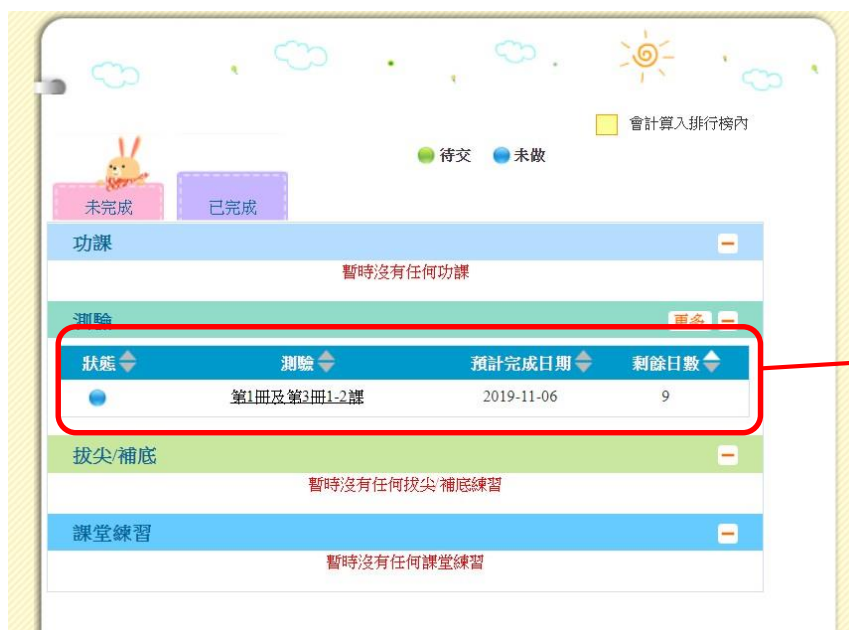 會計算入排行榜內
待交 未做
未完成 已完成
功課
暫時沒有任何功課
測驗 更多
狀態 測驗 預計完成日期 剩餘日數
第1冊及第3冊1-2課 2019-11-06 9
拔尖/補底
暫時沒有任何拔尖/補底練習
課堂練習
暫時沒有任何課堂練習